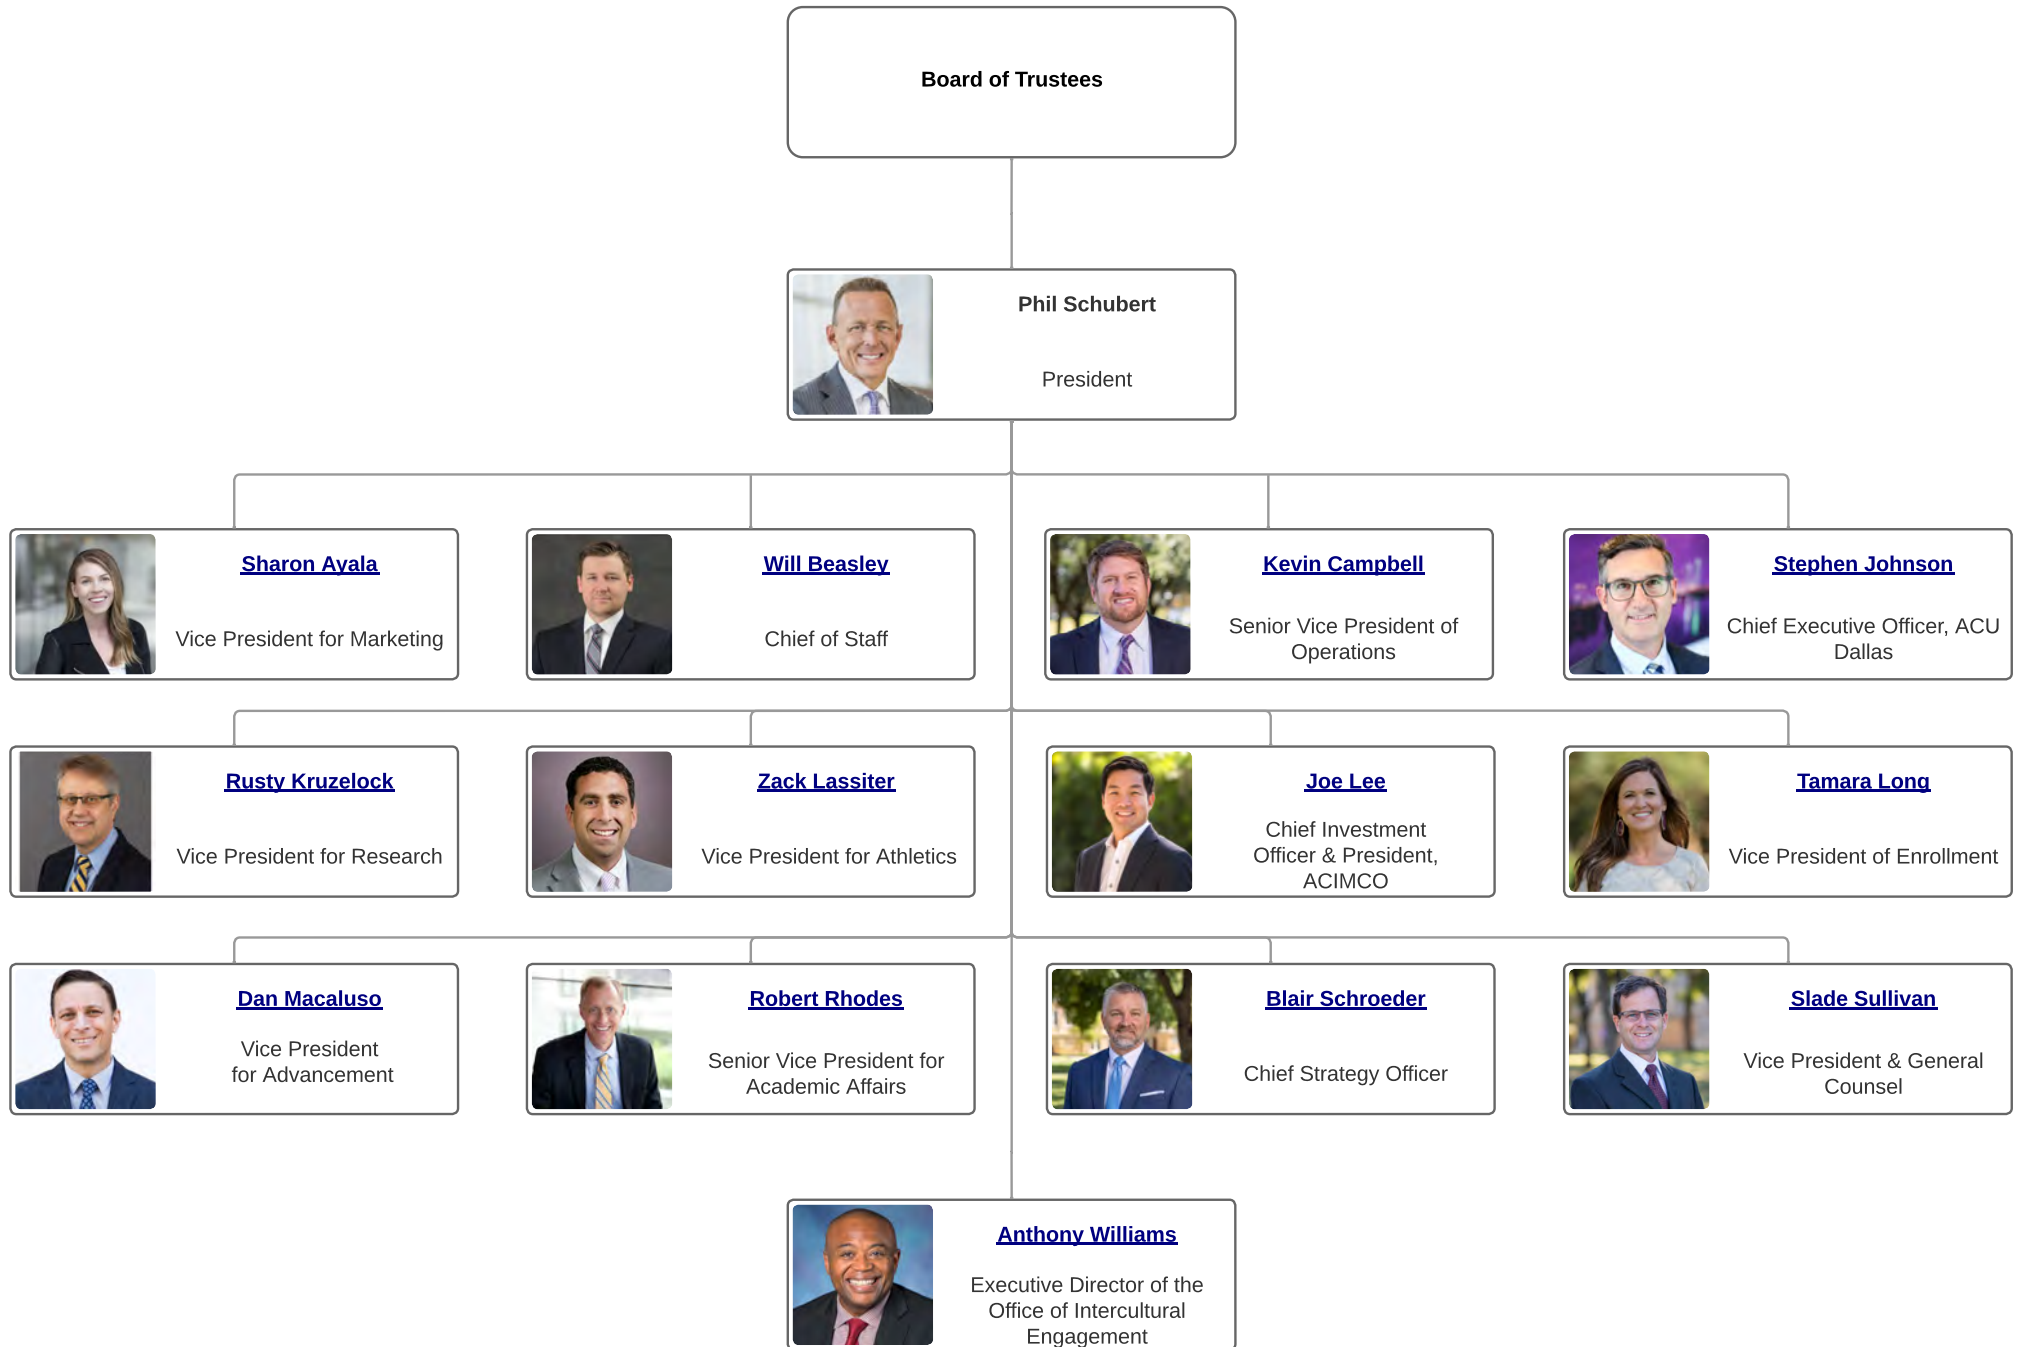 Board of Trustees
Phil Schubert
President
Sharon Ayala
Vice President for Marketing
Will Beasley
Chief of Staff
Kevin Campbell
Senior Vice President of
Operations
Stephen Johnson
Chief Executive Officer, ACU
Dallas
Rusty Kruzelock
Vice President for Research
Zack Lassiter
Vice President for Athletics
Joe Lee
Chief Investment
Officer & President,
ACIMCO
Tamara Long
Vice President of Enrollment
Dan Macaluso
Vice President
for Advancement
Robert Rhodes
Senior Vice President for
Academic Affairs
Blair Schroeder
Chief Strategy Officer
Slade Sullivan
Vice President & General
Counsel
Anthony Williams
Executive Director of the
Office of Intercultural
Engagement